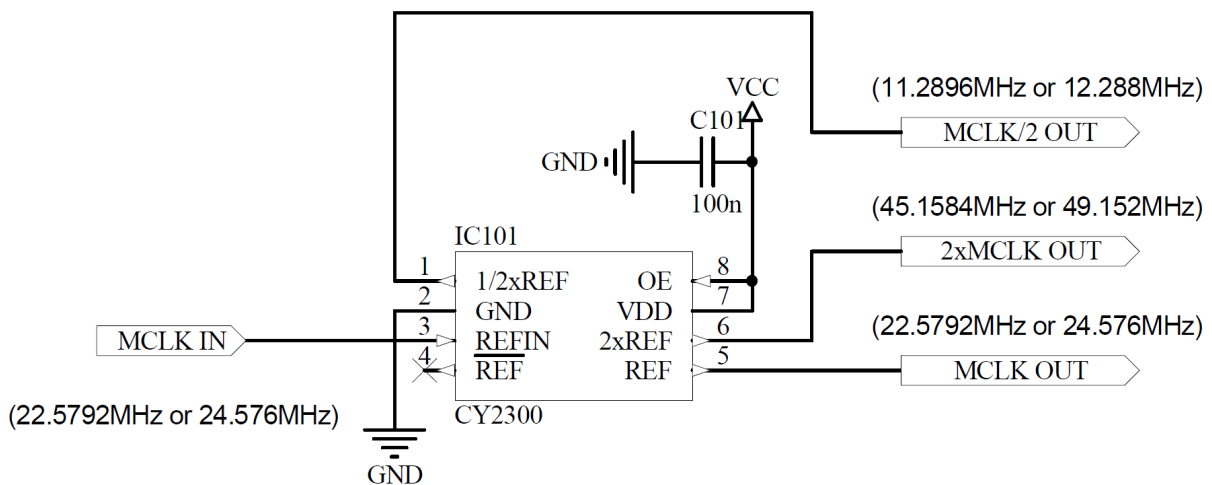 (11.2896MHz or 12.288MHz)
VCC
C101
MCLK/2 OUT
GND
100n
(45.1584MHz or 49.152MHz)
IC101
2xMCLK OUT
1 1/2xREF OE 8
2 GND VDD 7
(22.5792MHz or 24.576MHz)
MCLK IN 3 REFIN 2xREF 6
4 REF REF 5 MCLK OUT
(22.5792MHz or 24.576MHz)
CY2300
GND